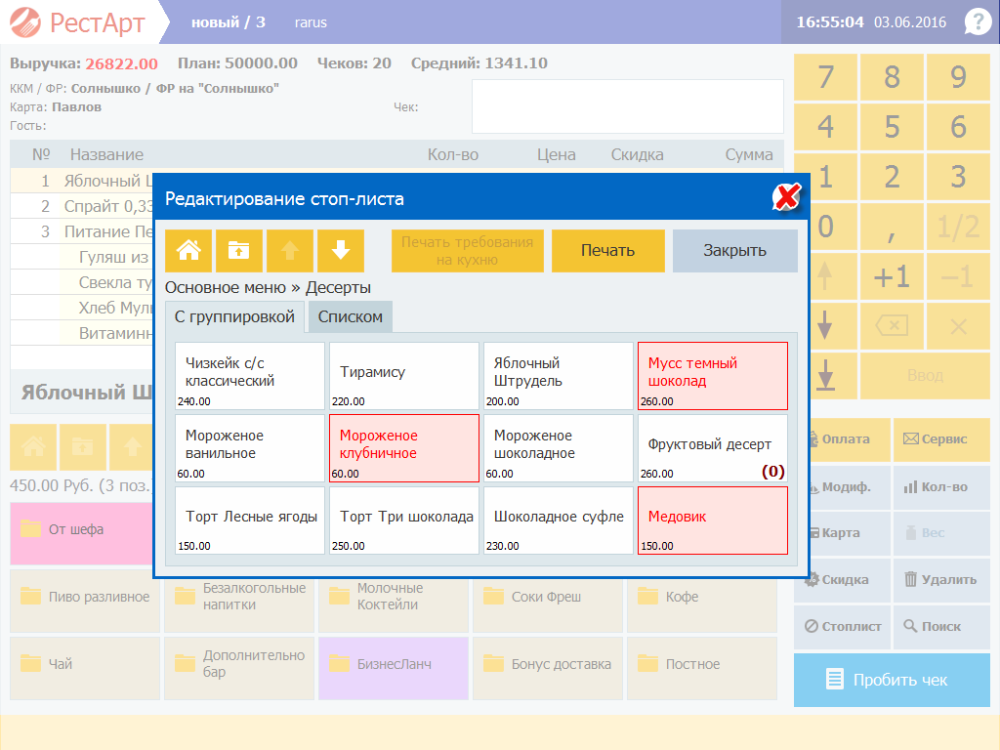 РестАрт новый / 3 rarus 16:55:04 03.06.2016 ?
Выручка: 26822.00 План: 50000.00 Чеков: 20 Средний: 1341.10
ККМ / ФР: Солнышко / ФР на "Солнышко"
Карта: Павлов Чек:
Гость:
№ Название Кол-во Цена Скидка Сумма
1 Яблочный
2 Спрайт 0,33
3 Питание
Гуляш из
Свекла
Хлеб
Яблочный
Редактирование стоп-листа
Печать требования
на кухню
Печать
Закрыть
Основное меню » Десерты
С группировкой Списком
Чизкейк с/с
классический
240.00
Тирамису
220.00
Яблочный
Штрудель
200.00
Мусс темный
шоколад
260.00
Мороженое
ванильное
60.00
Мороженое
клубничное
60.00
Мороженое
шоколадное
60.00
Фруктовый десерт
260.00 (0)
Торт Лесные ягоды
150.00
Торт Три шоколада
250.00
Шоколадное суфле
230.00
Медовик
150.00
450.00 Руб. (3 поз.
От шефа
Пиво разливное
Безалкогольные
напитки
Молочные
Коктейли
Соки Фреш
Кофе
Чай
Дополнительно
бар
БизнесЛанч
Бонус доставка
Постное
7 8 9
4 5 6
1 2 3
0 , 1/2
+1 −1
Ввод
Оплата Сервис
Модиф. Кол-во
Карта Вес
Скидка Удалить
Стоплист Поиск
Пробить чек